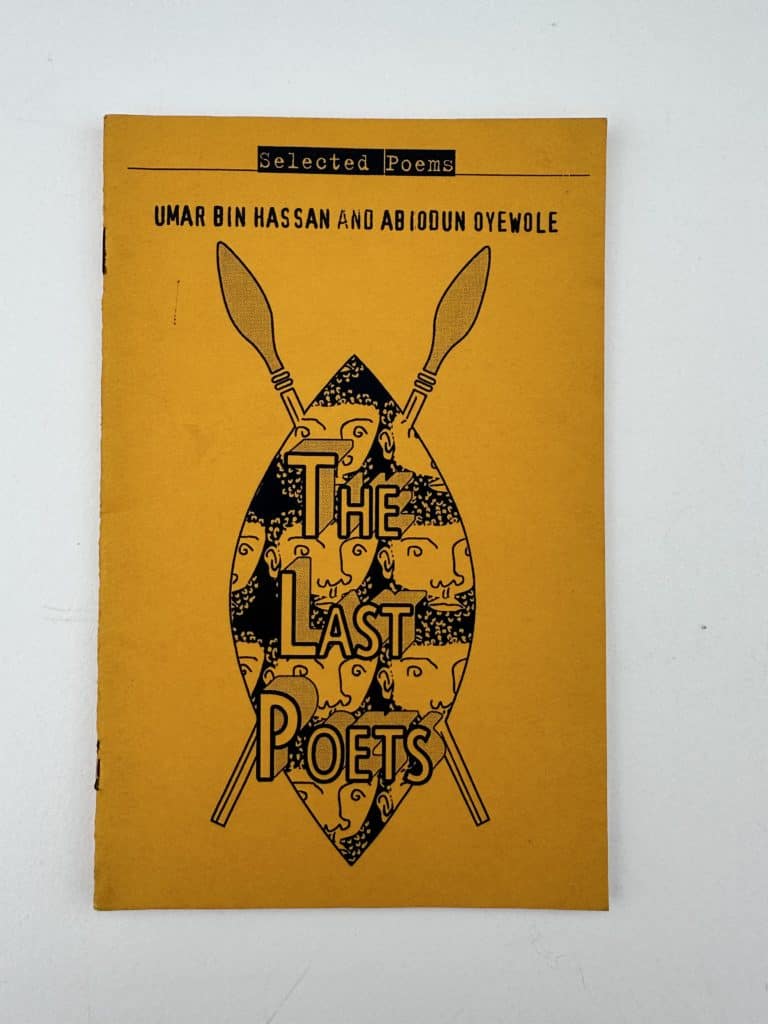 Selected Poems
UMAR BIN HASSAN AND ABIODUN OYEWOLE
THE
LAST
POETS